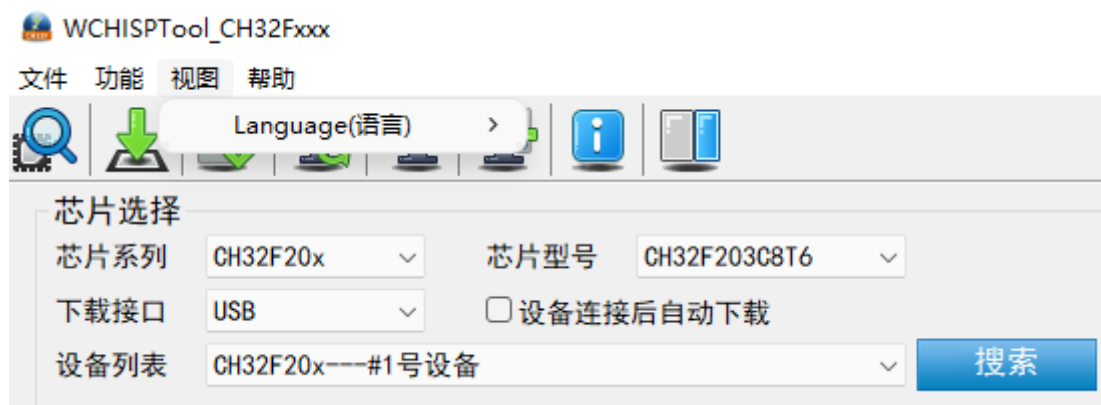 WCHISPTool_CH32Fxxx
文件 功能 视图 帮助
Language(语言)
芯片选择
芯片系列 CH32F20x 芯片型号 CH32F203C8T6
下载接口 USB 设备连接后自动下载
设备列表 CH32F20x---#1号设备 搜索